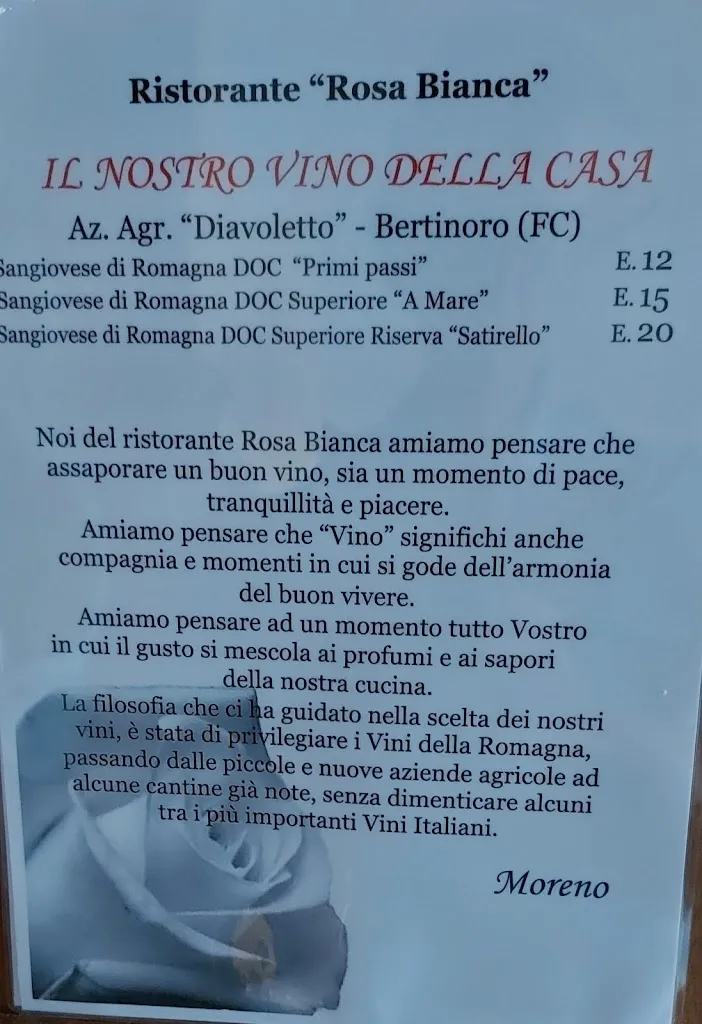 Ristorante “Rosa Bianca”
IL NOSTRO VINO DELLA CASA
Az. Agr. “Diavoletto” - Bertinoro (FC)
Sangiovese di Romagna DOC “Primi passi” E. 12
Sangiovese di Romagna DOC Superiore “A Mare” E. 15
Sangiovese di Romagna DOC Superiore Riserva “Satirello” E. 20
Noi del ristorante Rosa Bianca amiamo pensare che
assaporare un buon vino, sia un momento di pace,
tranquillità e piacere.
Amiamo pensare che “Vino” significhi anche
compagnia e momenti in cui si gode dell’armonia
del buon vivere.
Amiamo pensare ad un momento tutto Vostro
in cui il gusto si mescola ai profumi e ai sapori
della nostra cucina.
La filosofia che ci ha guidato nella scelta dei nostri
vini, è stata di privilegiare i Vini della Romagna,
passando dalle piccole e nuove aziende agricole ad
alcune cantine già note, senza dimenticare alcuni
tra i più importanti Vini Italiani.
Moreno